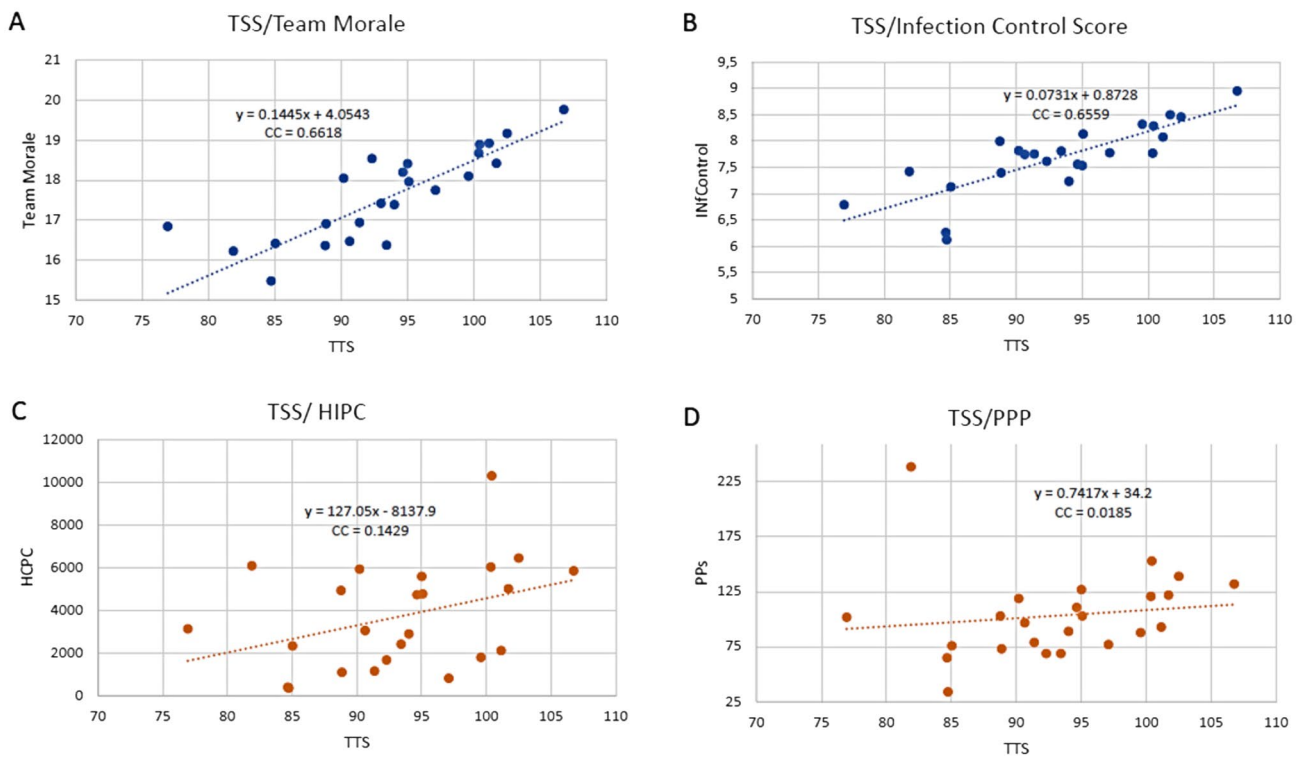 A
TSS/Team Morale
21
20
19
18
17
16
15
Team Morale
y = 0.1445x + 4.0543
CC = 0.6618
70 75 80 85 90 95 100 105 110
TTS
B
TSS/Infection Control Score
9,5
9
8,5
8
7,5
7
6,5
6
5,5
5
INfControl
y = 0.0731x + 0.8728
CC = 0.6559
70 75 80 85 90 95 100 105 110
TTS
C
TSS/ HIPC
12000
10000
8000
6000
4000
2000
0
HCPC
y = 127.05x - 8137.9
CC = 0.1429
70 75 80 85 90 95 100 105 110
TTS
D
TSS/PPP
225
175
125
75
25
PPs
y = 0.7417x + 34.2
CC = 0.0185
70 75 80 85 90 95 100 105 110
TTS